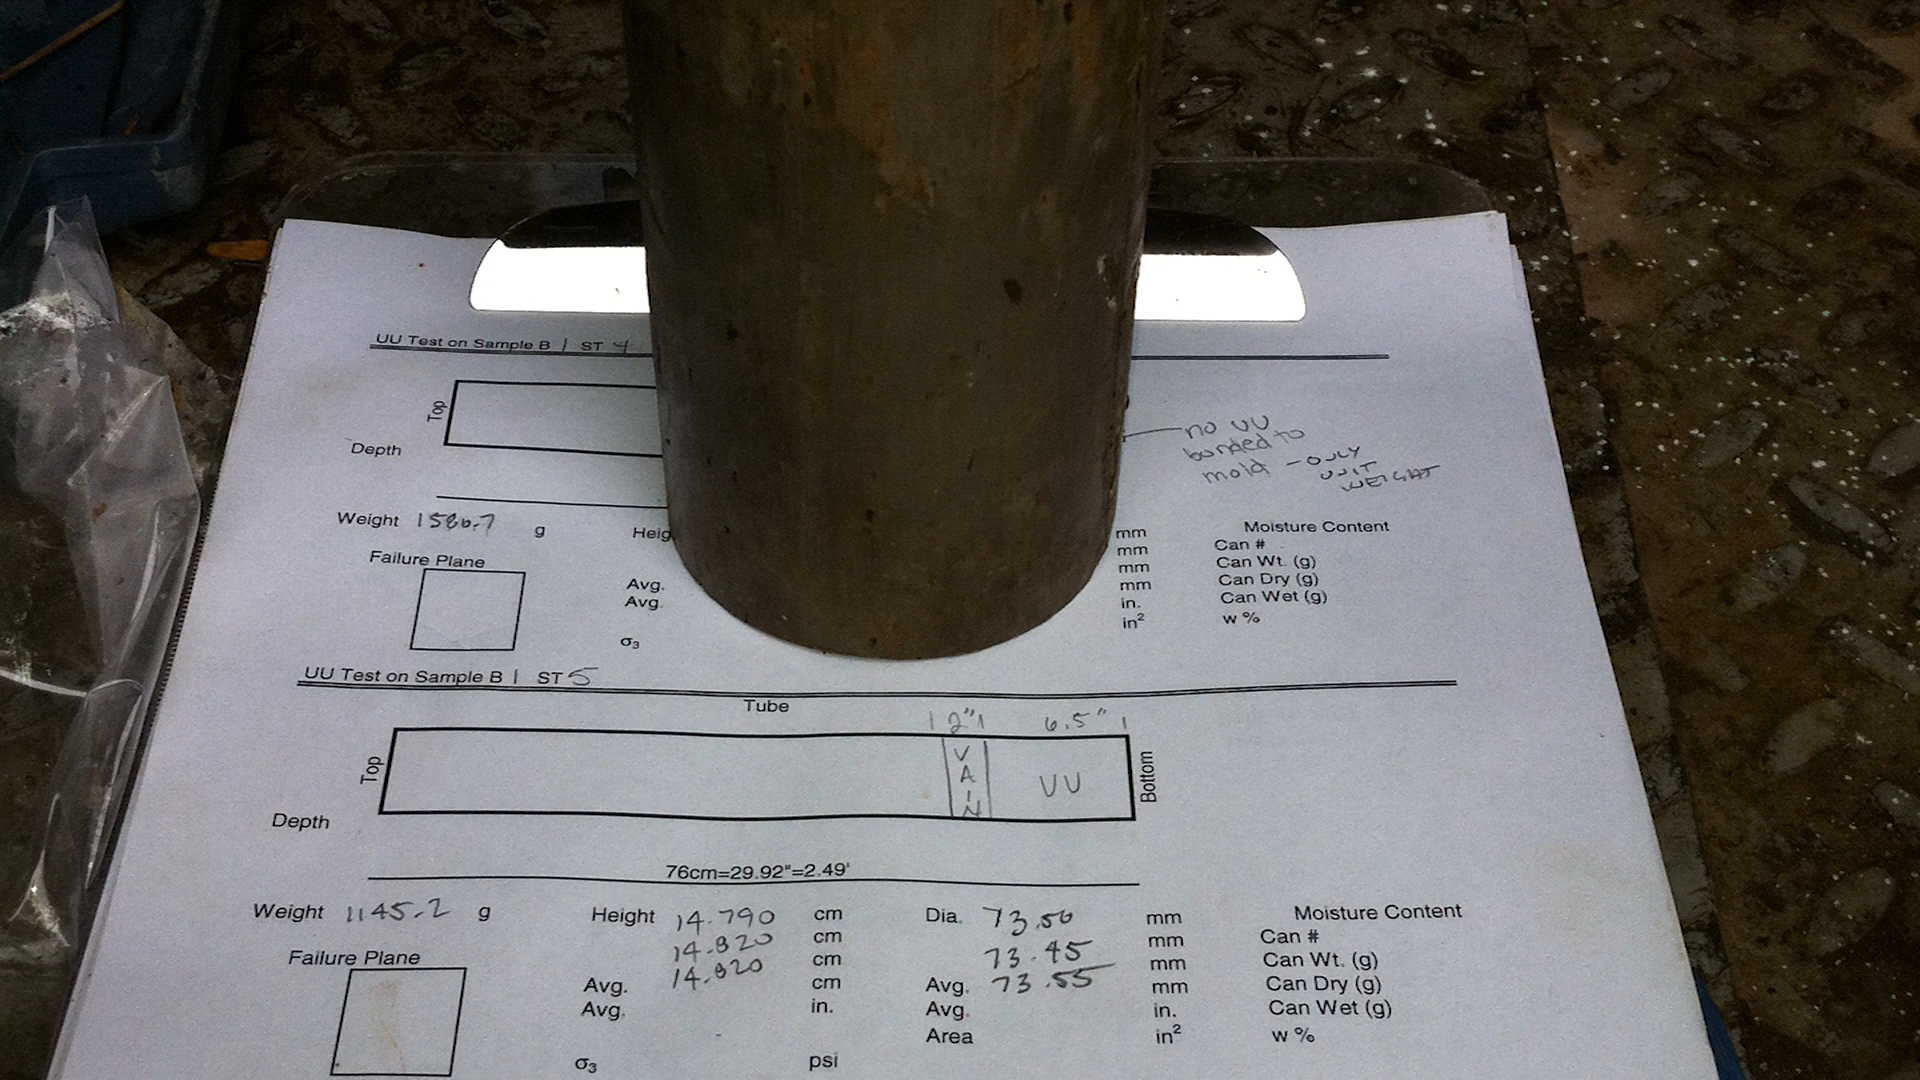 UU Test on Sample B | ST 4
Top
no UU
bonded to
mold - ONLY
UNIT
WEIGHT
Depth
Weight 1580.7 g
Heig
mm
Moisture Content
mm
Can #
Failure Plane
mm
Can Wt. (g)
Avg.
mm
Can Dry (g)
Avg.
in.
Can Wet (g)
in²
w %
σ3
UU Test on Sample B | ST 5
Tube
2" 6.5"
Top
VAIN
UU
Bottom
Depth
76cm=29.92"=2.49'
Weight 1145.2 g
Height 14.790 cm
Dia. 73.50 mm
Moisture Content
14.820 cm
73.45 mm
Can #
Failure Plane
14.820 cm
73.55 mm
Can Wt. (g)
Avg. cm
Avg. mm
Can Dry (g)
Avg. in.
Avg. in.
Can Wet (g)
Area in²
w %
σ3 psi